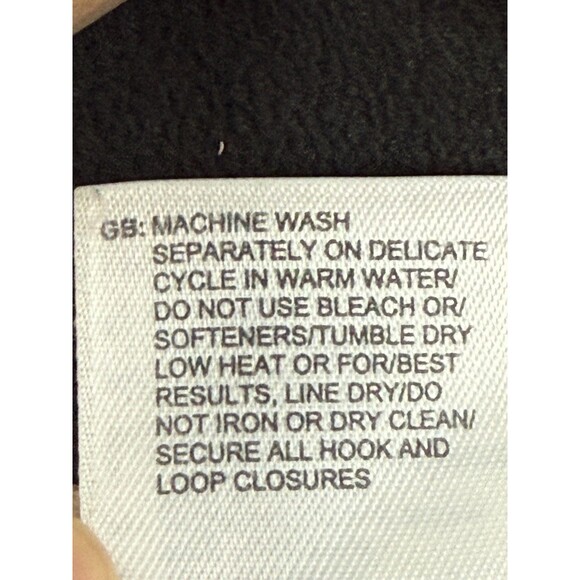 GB: MACHINE WASH
SEPARATELY ON DELICATE
CYCLE IN WARM WATER/
DO NOT USE BLEACH OR/
SOFTENERS/TUMBLE DRY
LOW HEAT OR FOR/BEST
RESULTS, LINE DRY/DO
NOT IRON OR DRY CLEAN/
SECURE ALL HOOK AND
LOOP CLOSURES